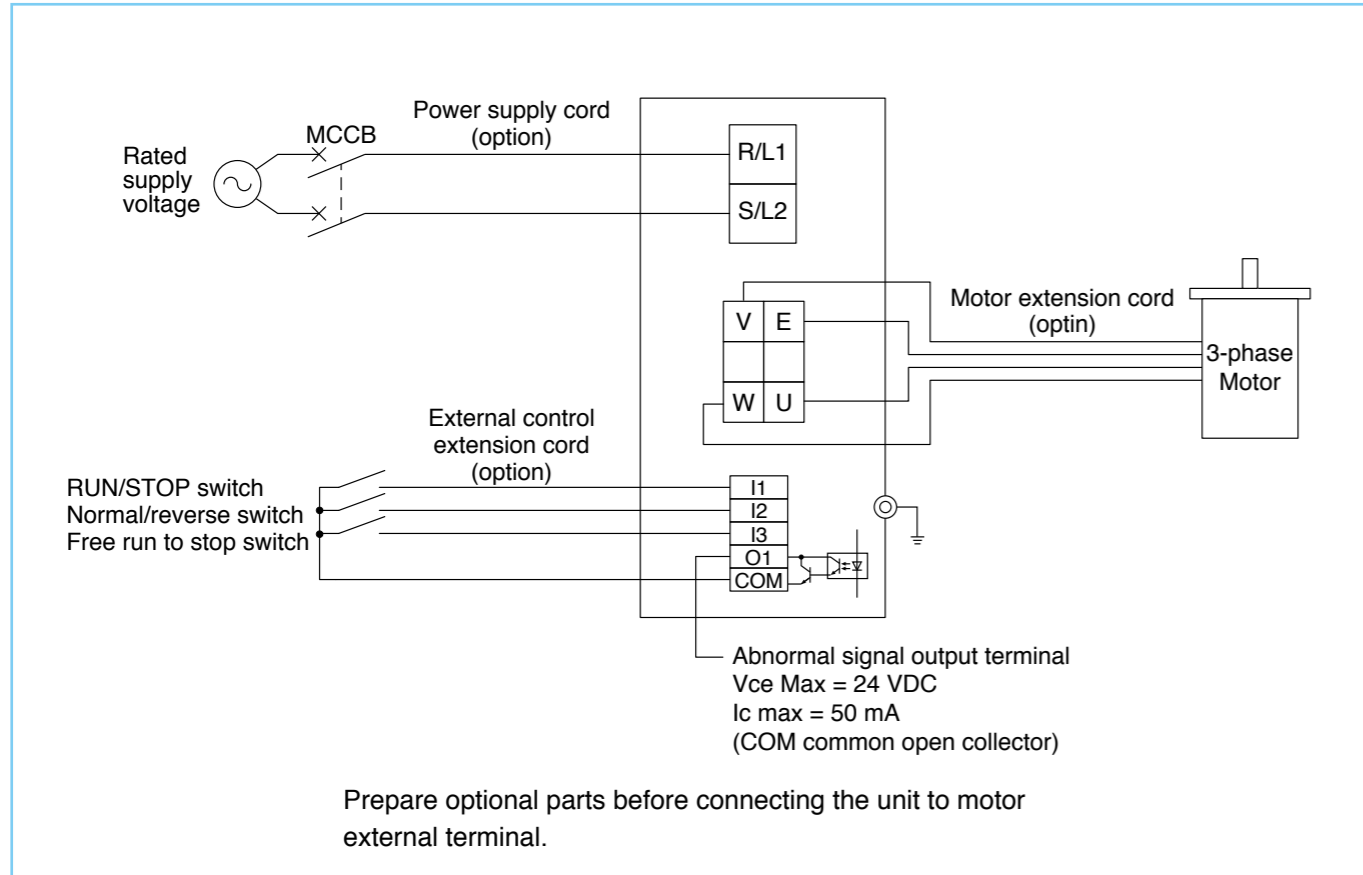 Power supply cord
(option)
MCCB
Rated
supply
voltage
R/L1
S/L2
Motor extension cord
(optin)
V E
W U
3-phase
Motor
External control
extension cord
(option)
RUN/STOP switch
Normal/reverse switch
Free run to stop switch
I1
I2
I3
O1
COM
Abnormal signal output terminal
Vce Max = 24 VDC
Ic max = 50 mA
(COM common open collector)
Prepare optional parts before connecting the unit to motor
external terminal.